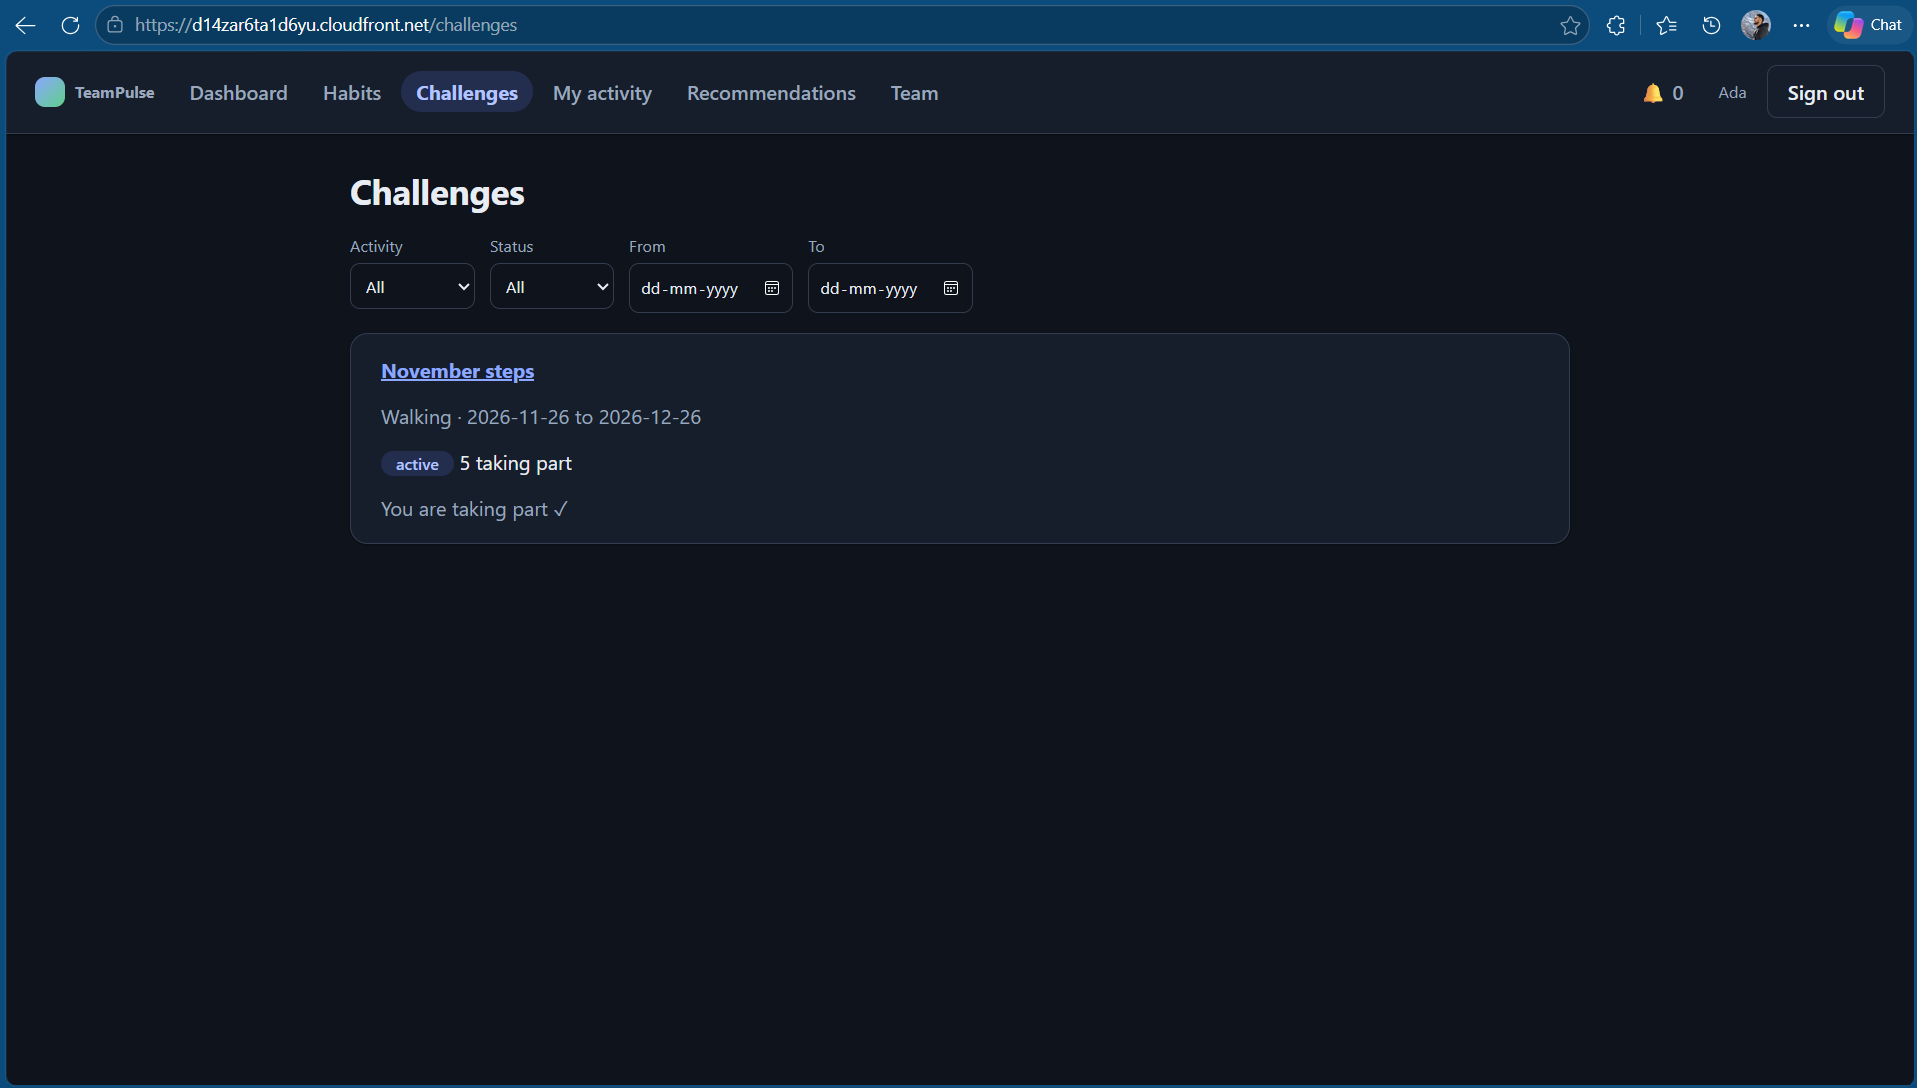 https://d14zar6ta1d6yu.cloudfront.net/challenges
Chat
TeamPulse
Dashboard
Habits
Challenges
My activity
Recommendations
Team
0
Ada
Sign out
Challenges
Activity
Status
From
To
All
All
dd-mm-yyyy
dd-mm-yyyy
November steps
Walking · 2026-11-26 to 2026-12-26
active 5 taking part
You are taking part ✓